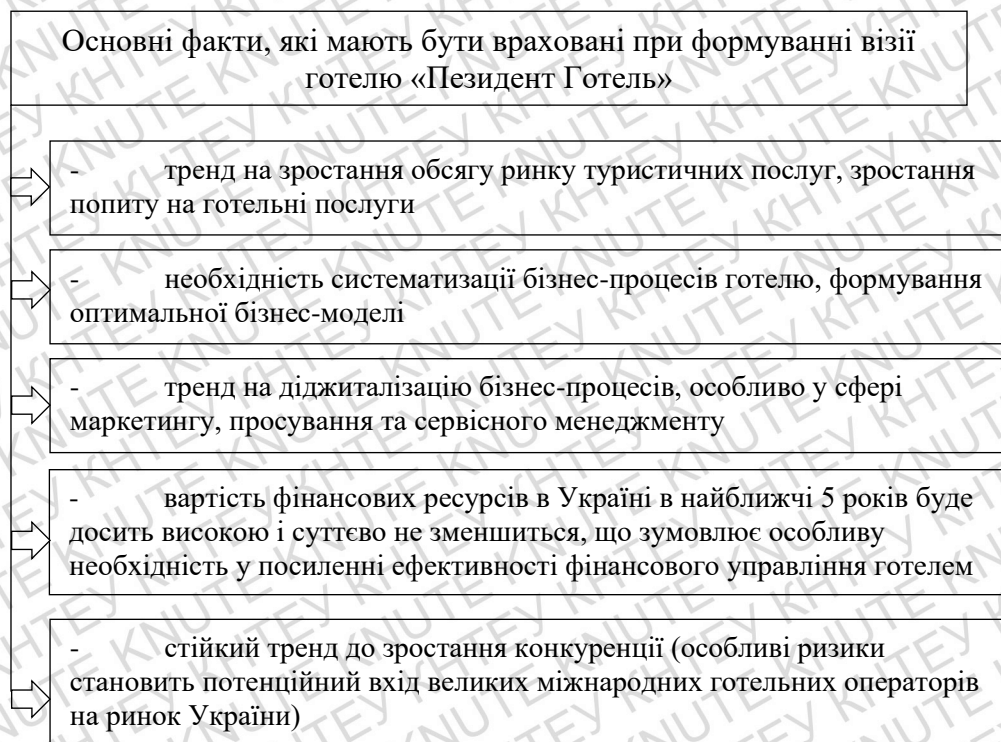 Основні факти, які мають бути враховані при формуванні візії
готелю «Пезидент Готель»
- тренд на зростання обсягу ринку туристичних послуг, зростання
попиту на готельні послуги
- необхідність систематизації бізнес-процесів готелю, формування
оптимальної бізнес-моделі
- тренд на діджиталізацію бізнес-процесів, особливо у сфері
маркетингу, просування та сервісного менеджменту
- вартість фінансових ресурсів в Україні в найближчі 5 років буде
досить високою і суттєво не зменшиться, що зумовлює особливу
необхідність у посиленні ефективності фінансового управління готелем
- стійкий тренд до зростання конкуренції (особливі ризики
становить потенційний вхід великих міжнародних готельних операторів
на ринок України)